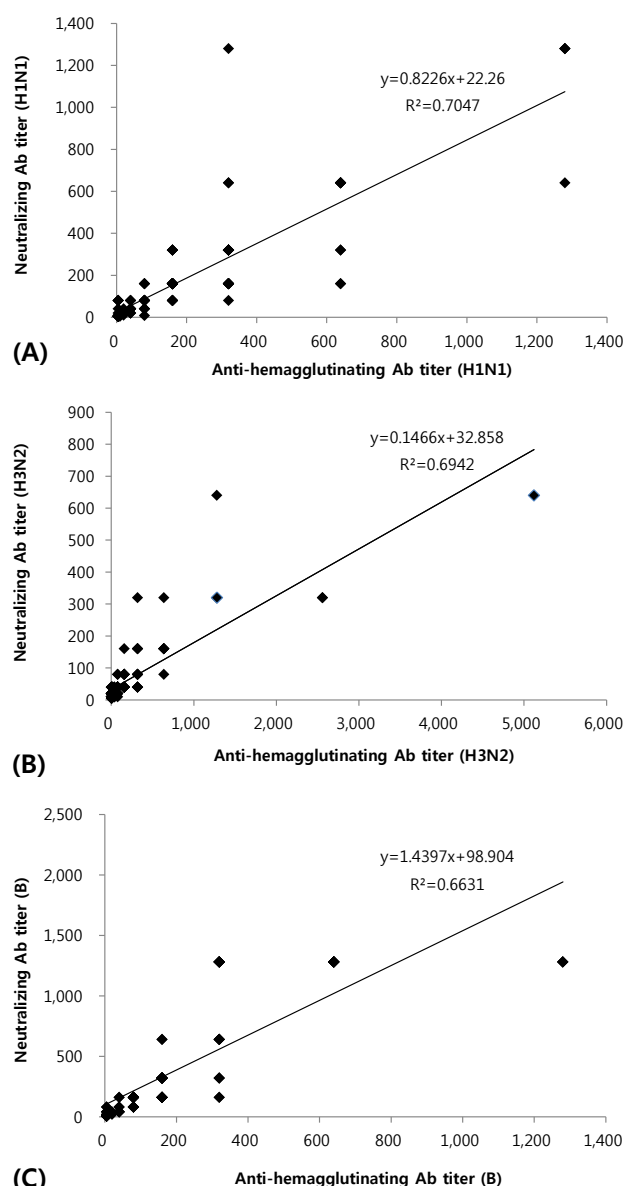 1,400
1,200
1,000
800
600
400
200
0
Neutralizing Ab titer (H1N1)
y=0.8226x+22.26
R²=0.7047
0 200 400 600 800 1,000 1,200 1,400
(A)
Anti-hemagglutinating Ab titer (H1N1)
900
800
700
600
500
400
300
200
100
0
Neutralizing Ab titer (H3N2)
y=0.1466x+32.858
R²=0.6942
0 1,000 2,000 3,000 4,000 5,000 6,000
(B)
Anti-hemagglutinating Ab titer (H3N2)
2,500
2,000
1,500
1,000
500
0
Neutralizing Ab titer (B)
y=1.4397x+98.904
R²=0.6631
0 200 400 600 800 1,000 1,200 1,400
(C)
Anti-hemagglutinating Ab titer (B)